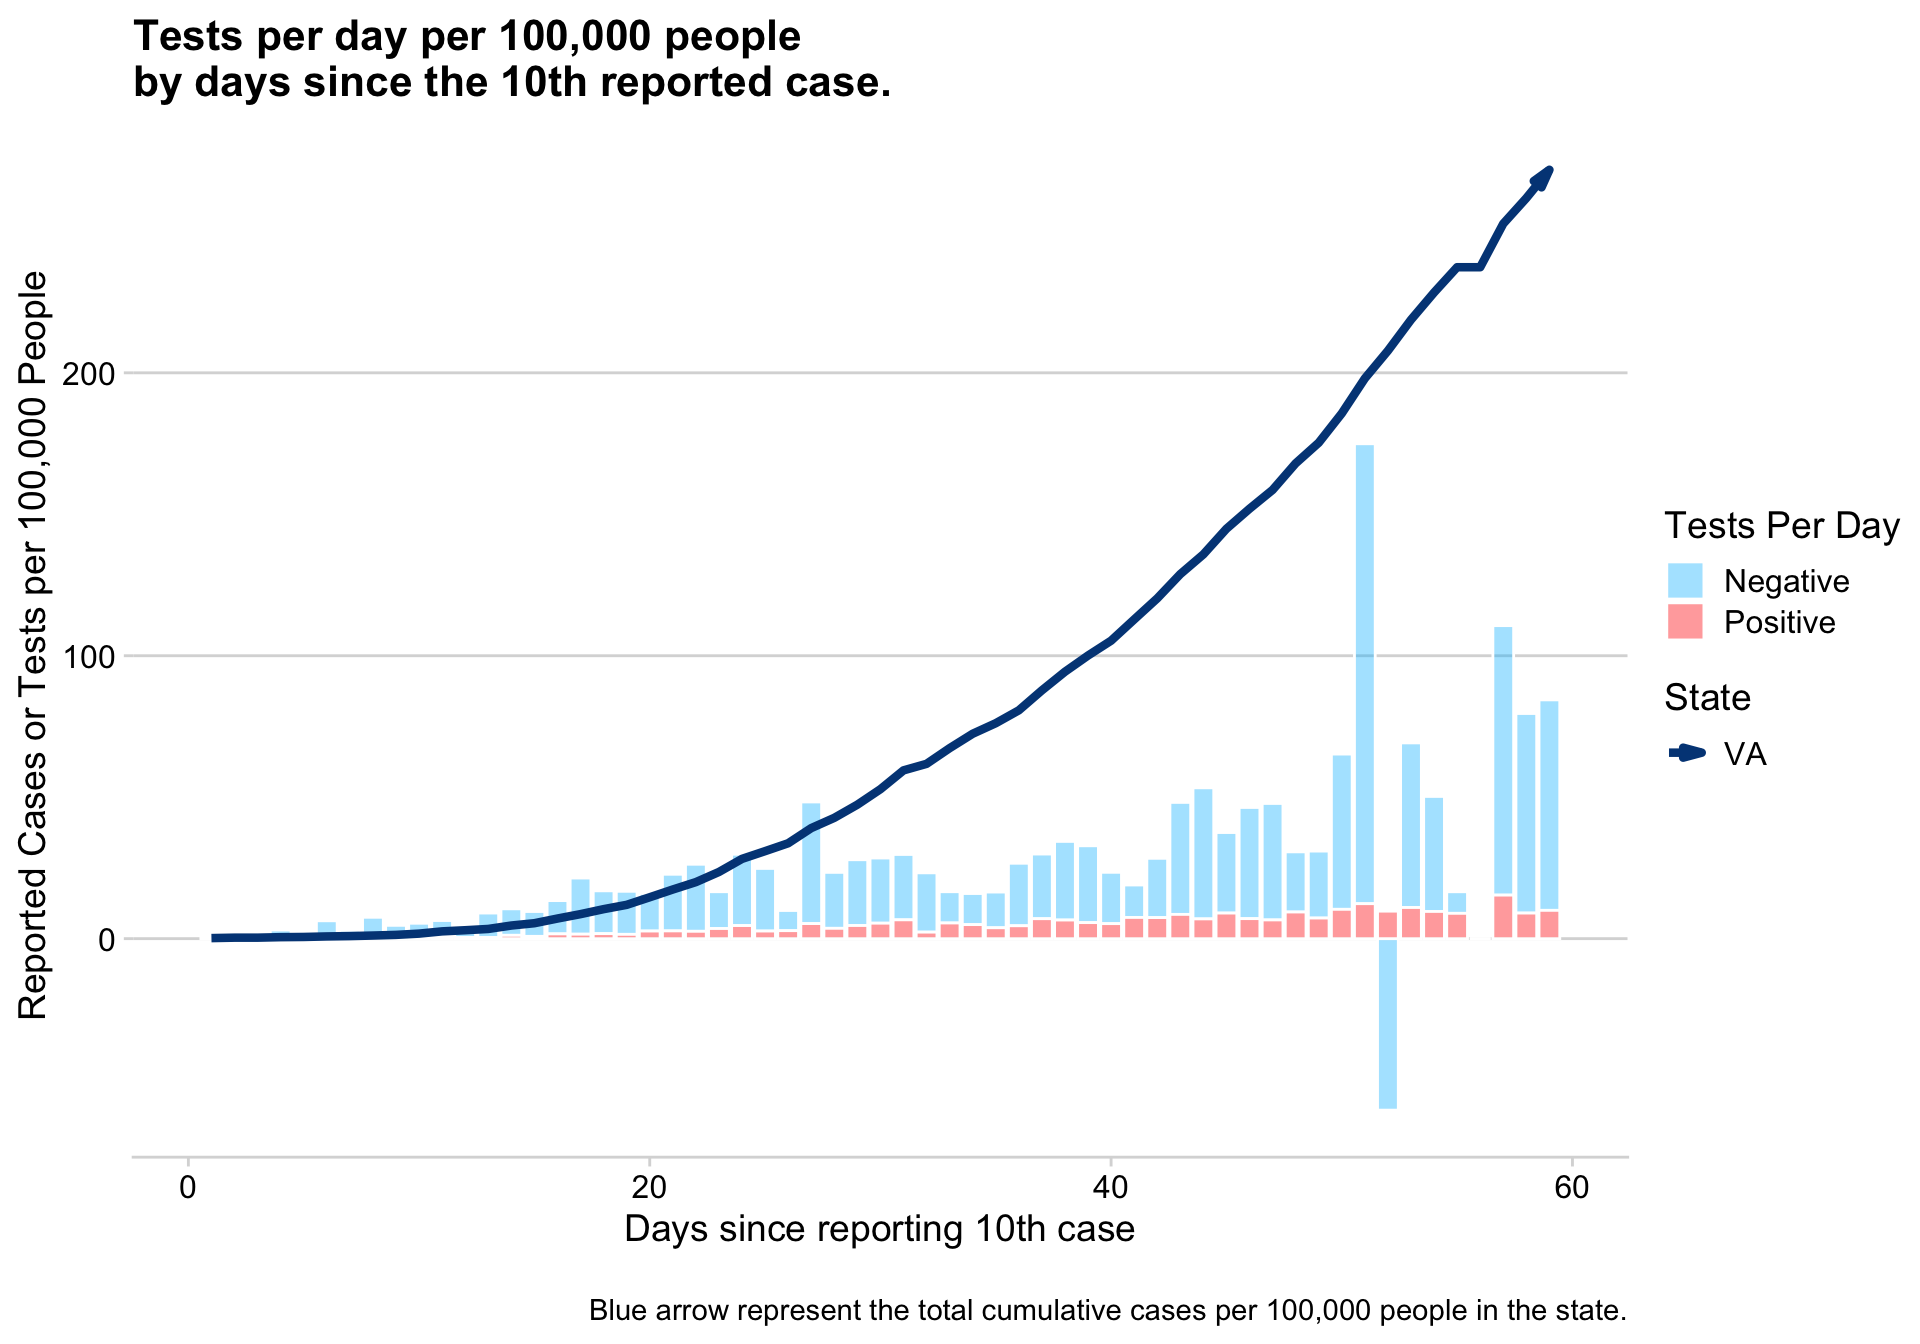 Tests per day per 100,000 people
by days since the 10th reported case.
Reported Cases or Tests per 100,000 People
200
100
0
0
20
40
60
Days since reporting 10th case
Tests Per Day
Negative
Positive
State
VA
Blue arrow represent the total cumulative cases per 100,000 people in the state.